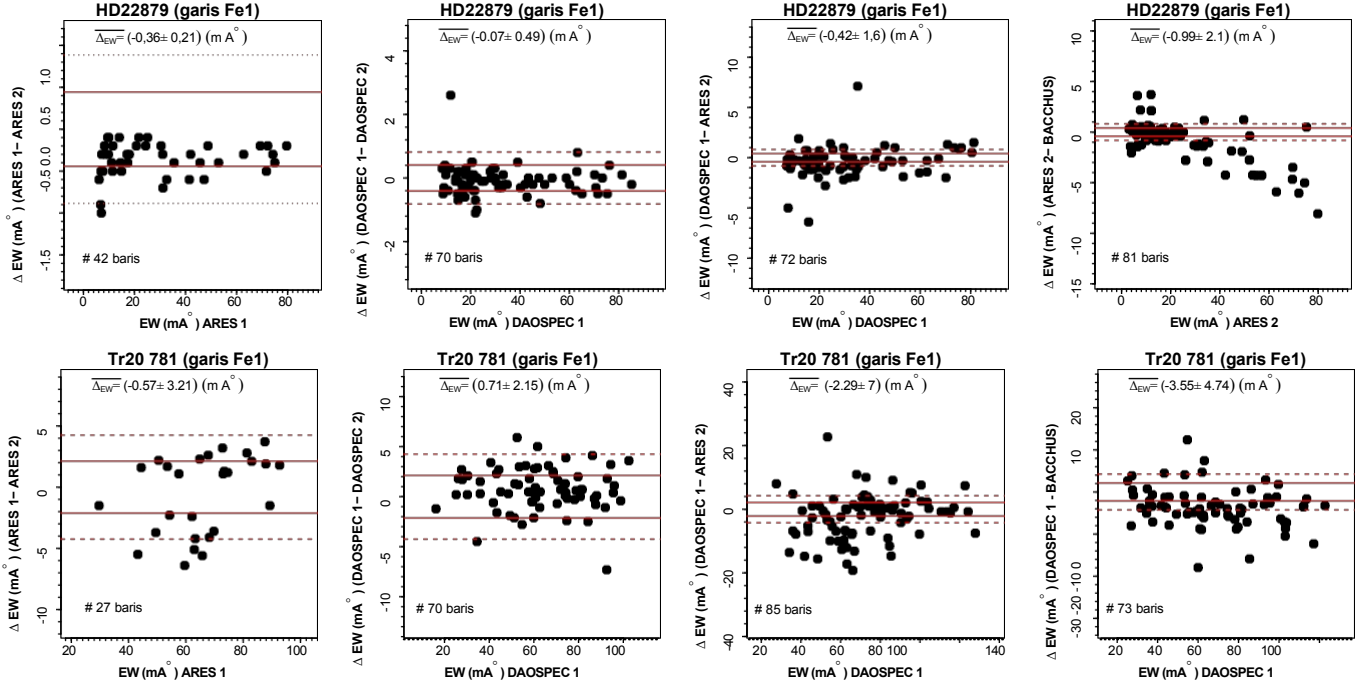 HD22879 (garis Fe1)
Δ_EW= (-0,36± 0,21) (m A°)
Δ EW (mA°) (ARES 1– ARES 2)
1.0
0.5
0.0
-0.5
-1.5
# 42 baris
0 20 40 60 80
EW (mA°) ARES 1
HD22879 (garis Fe1)
Δ_EW= (-0.07± 0.49) (m A°)
Δ EW (mA°) (DAOSPEC 1– DAOSPEC 2)
4
2
0
-2
# 70 baris
0 20 40 60 80
EW (mA°) DAOSPEC 1
HD22879 (garis Fe1)
Δ_EW= (-0,42± 1,6) (m A°)
Δ EW (mA°) (DAOSPEC 1– ARES 2)
10
5
0
-5
-10
# 72 baris
0 20 40 60 80
EW (mA°) DAOSPEC 1
HD22879 (garis Fe1)
Δ_EW= (-0.99± 2.1) (m A°)
Δ EW (mA°) (ARES 2– BACCHUS)
10
5
0
-5
-10
-15
# 81 baris
0 20 40 60 80
EW (mA°) ARES 2
Tr20 781 (garis Fe1)
Δ_EW= (-0.57± 3.21) (m A°)
Δ EW (mA°) (ARES 1– ARES 2)
5
0
-5
-10
# 27 baris
20 40 60 80 100
EW (mA°) ARES 1
Tr20 781 (garis Fe1)
Δ_EW= (0.71± 2.15) (m A°)
Δ EW (mA°) (DAOSPEC 1– DAOSPEC 2)
10
5
0
-5
-10
# 70 baris
20 40 60 80 100
EW (mA°) DAOSPEC 1
Tr20 781 (garis Fe1)
Δ_EW= (-2.29± 7) (m A°)
Δ EW (mA°) (DAOSPEC 1– ARES 2)
40
20
0
-20
-40
# 85 baris
20 40 60 80 100 140
EW (mA°) DAOSPEC 1
Tr20 781 (garis Fe1)
Δ_EW= (-3.55± 4.74) (m A°)
Δ EW (mA°) (DAOSPEC 1 - BACCHUS)
20
10
-10 0
-30 -20
# 73 baris
20 40 60 80 100
EW (mA°) DAOSPEC 1